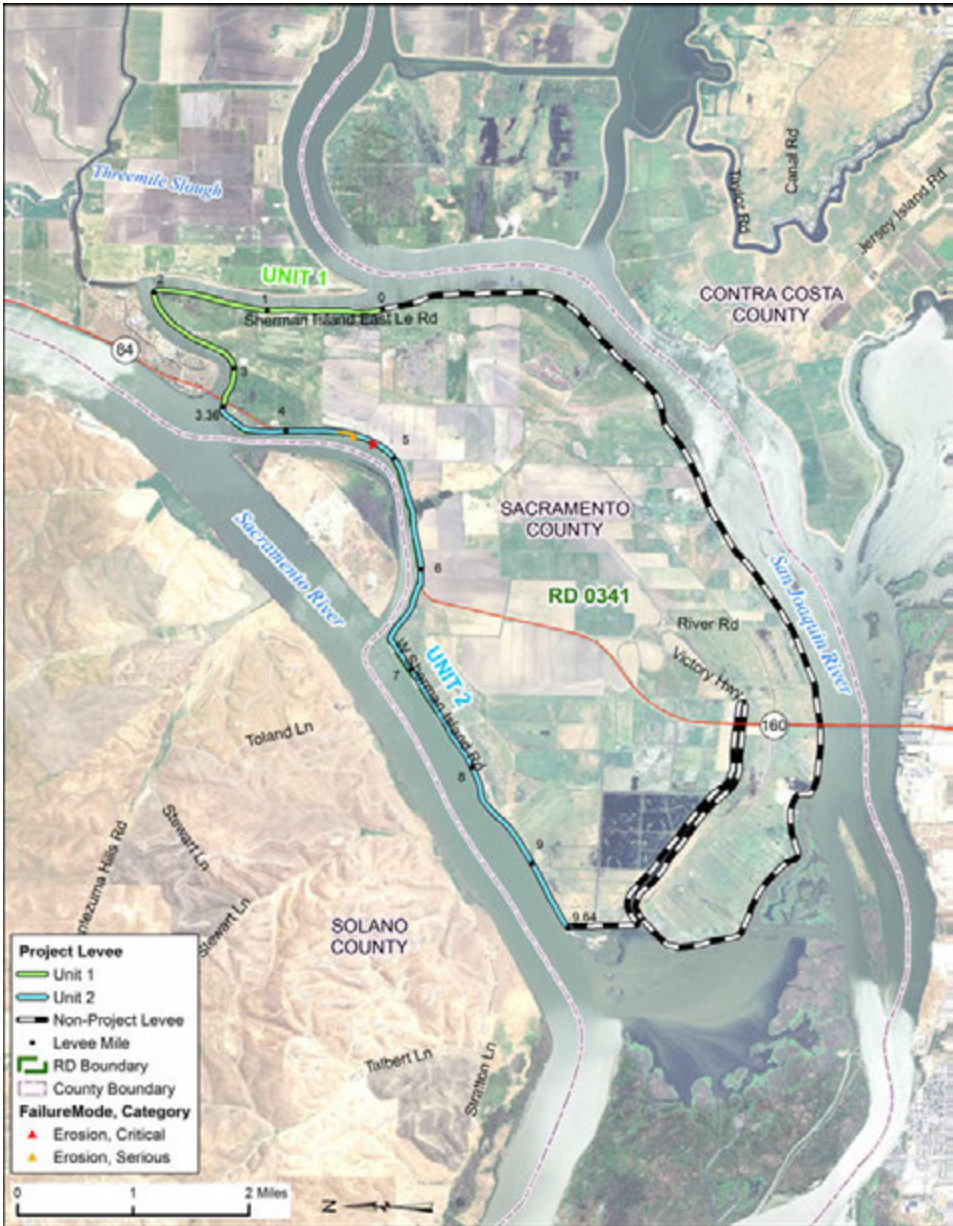 Threemile Slough
Taylor Rd
Canal Rd
Jersey Island Rd
UNIT 1
2
1
0
Sherman Island East Le Rd
CONTRA COSTA
COUNTY
84
3
3.36
4
5
SACRAMENTO
COUNTY
Sacramento River
6
RD 0341
San Joaquin River
River Rd
Victory Hwy
UNIT 2
W Sherman Island Rd
7
160
Toland Ln
8
Stewart Ln
9
Stewart Ln
9.64
SOLANO
COUNTY
Hills Rd
Talbert Ln
Stratton Ln
Project Levee
Unit 1
Unit 2
Non-Project Levee
Levee Mile
RD Boundary
County Boundary
FailureMode, Category
Erosion, Critical
Erosion, Serious
0 1 2 Miles
N